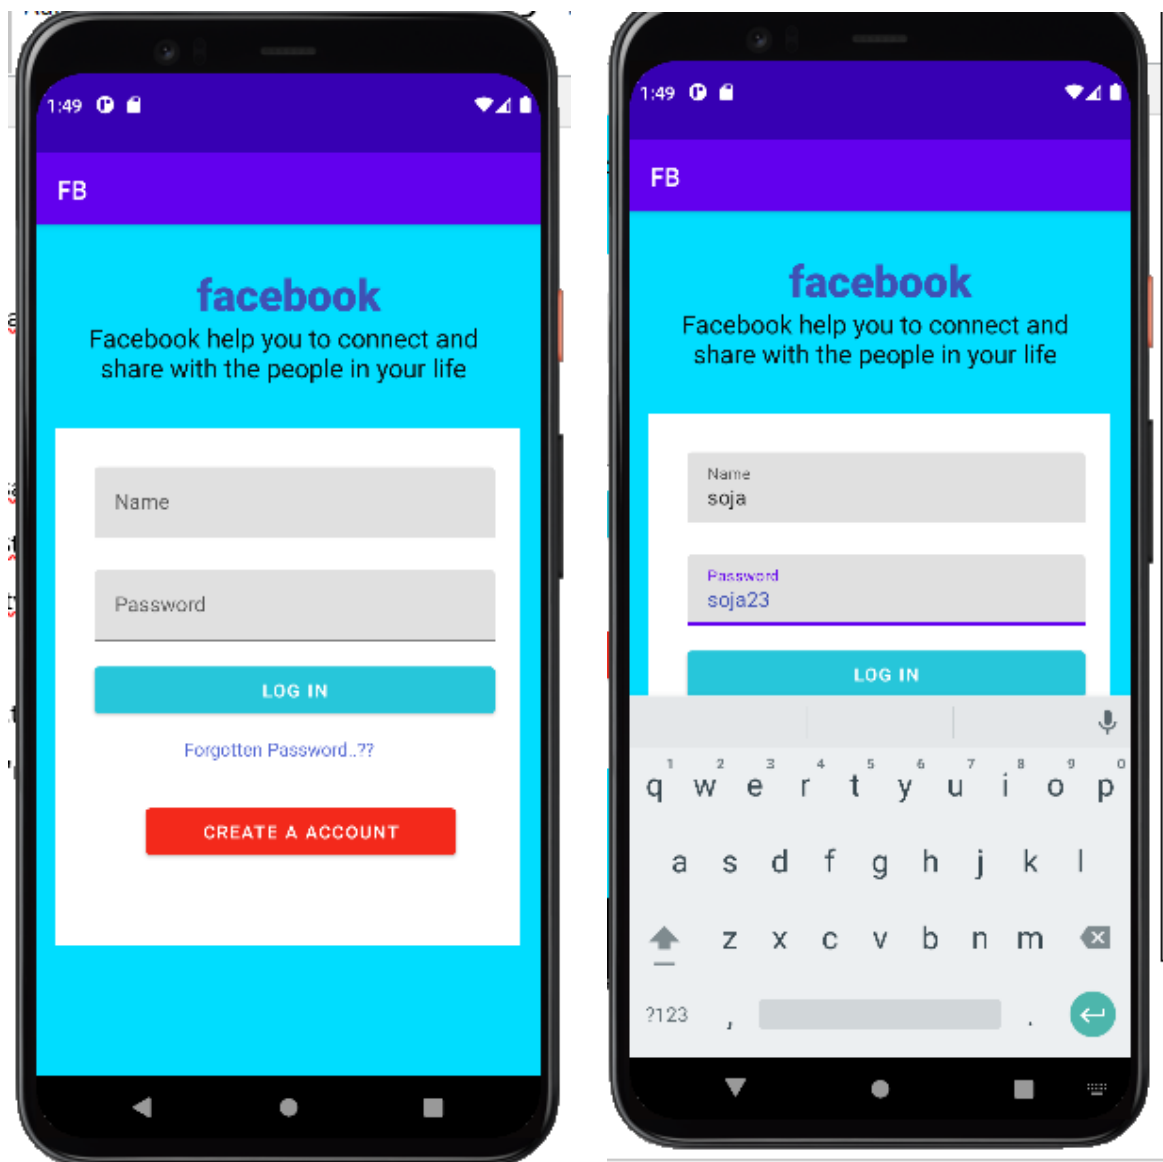 1:49
FB
facebook
Facebook help you to connect and
share with the people in your life
Name
Password
LOG IN
Forgotten Password..??
CREATE A ACCOUNT
1:49
FB
facebook
Facebook help you to connect and
share with the people in your life
Name
soja
Password
soja23
LOG IN
1 2 3 4 5 6 7 8 9 0
q w e r t y u i o p
a s d f g h j k l
z x c v b n m
?123 , .